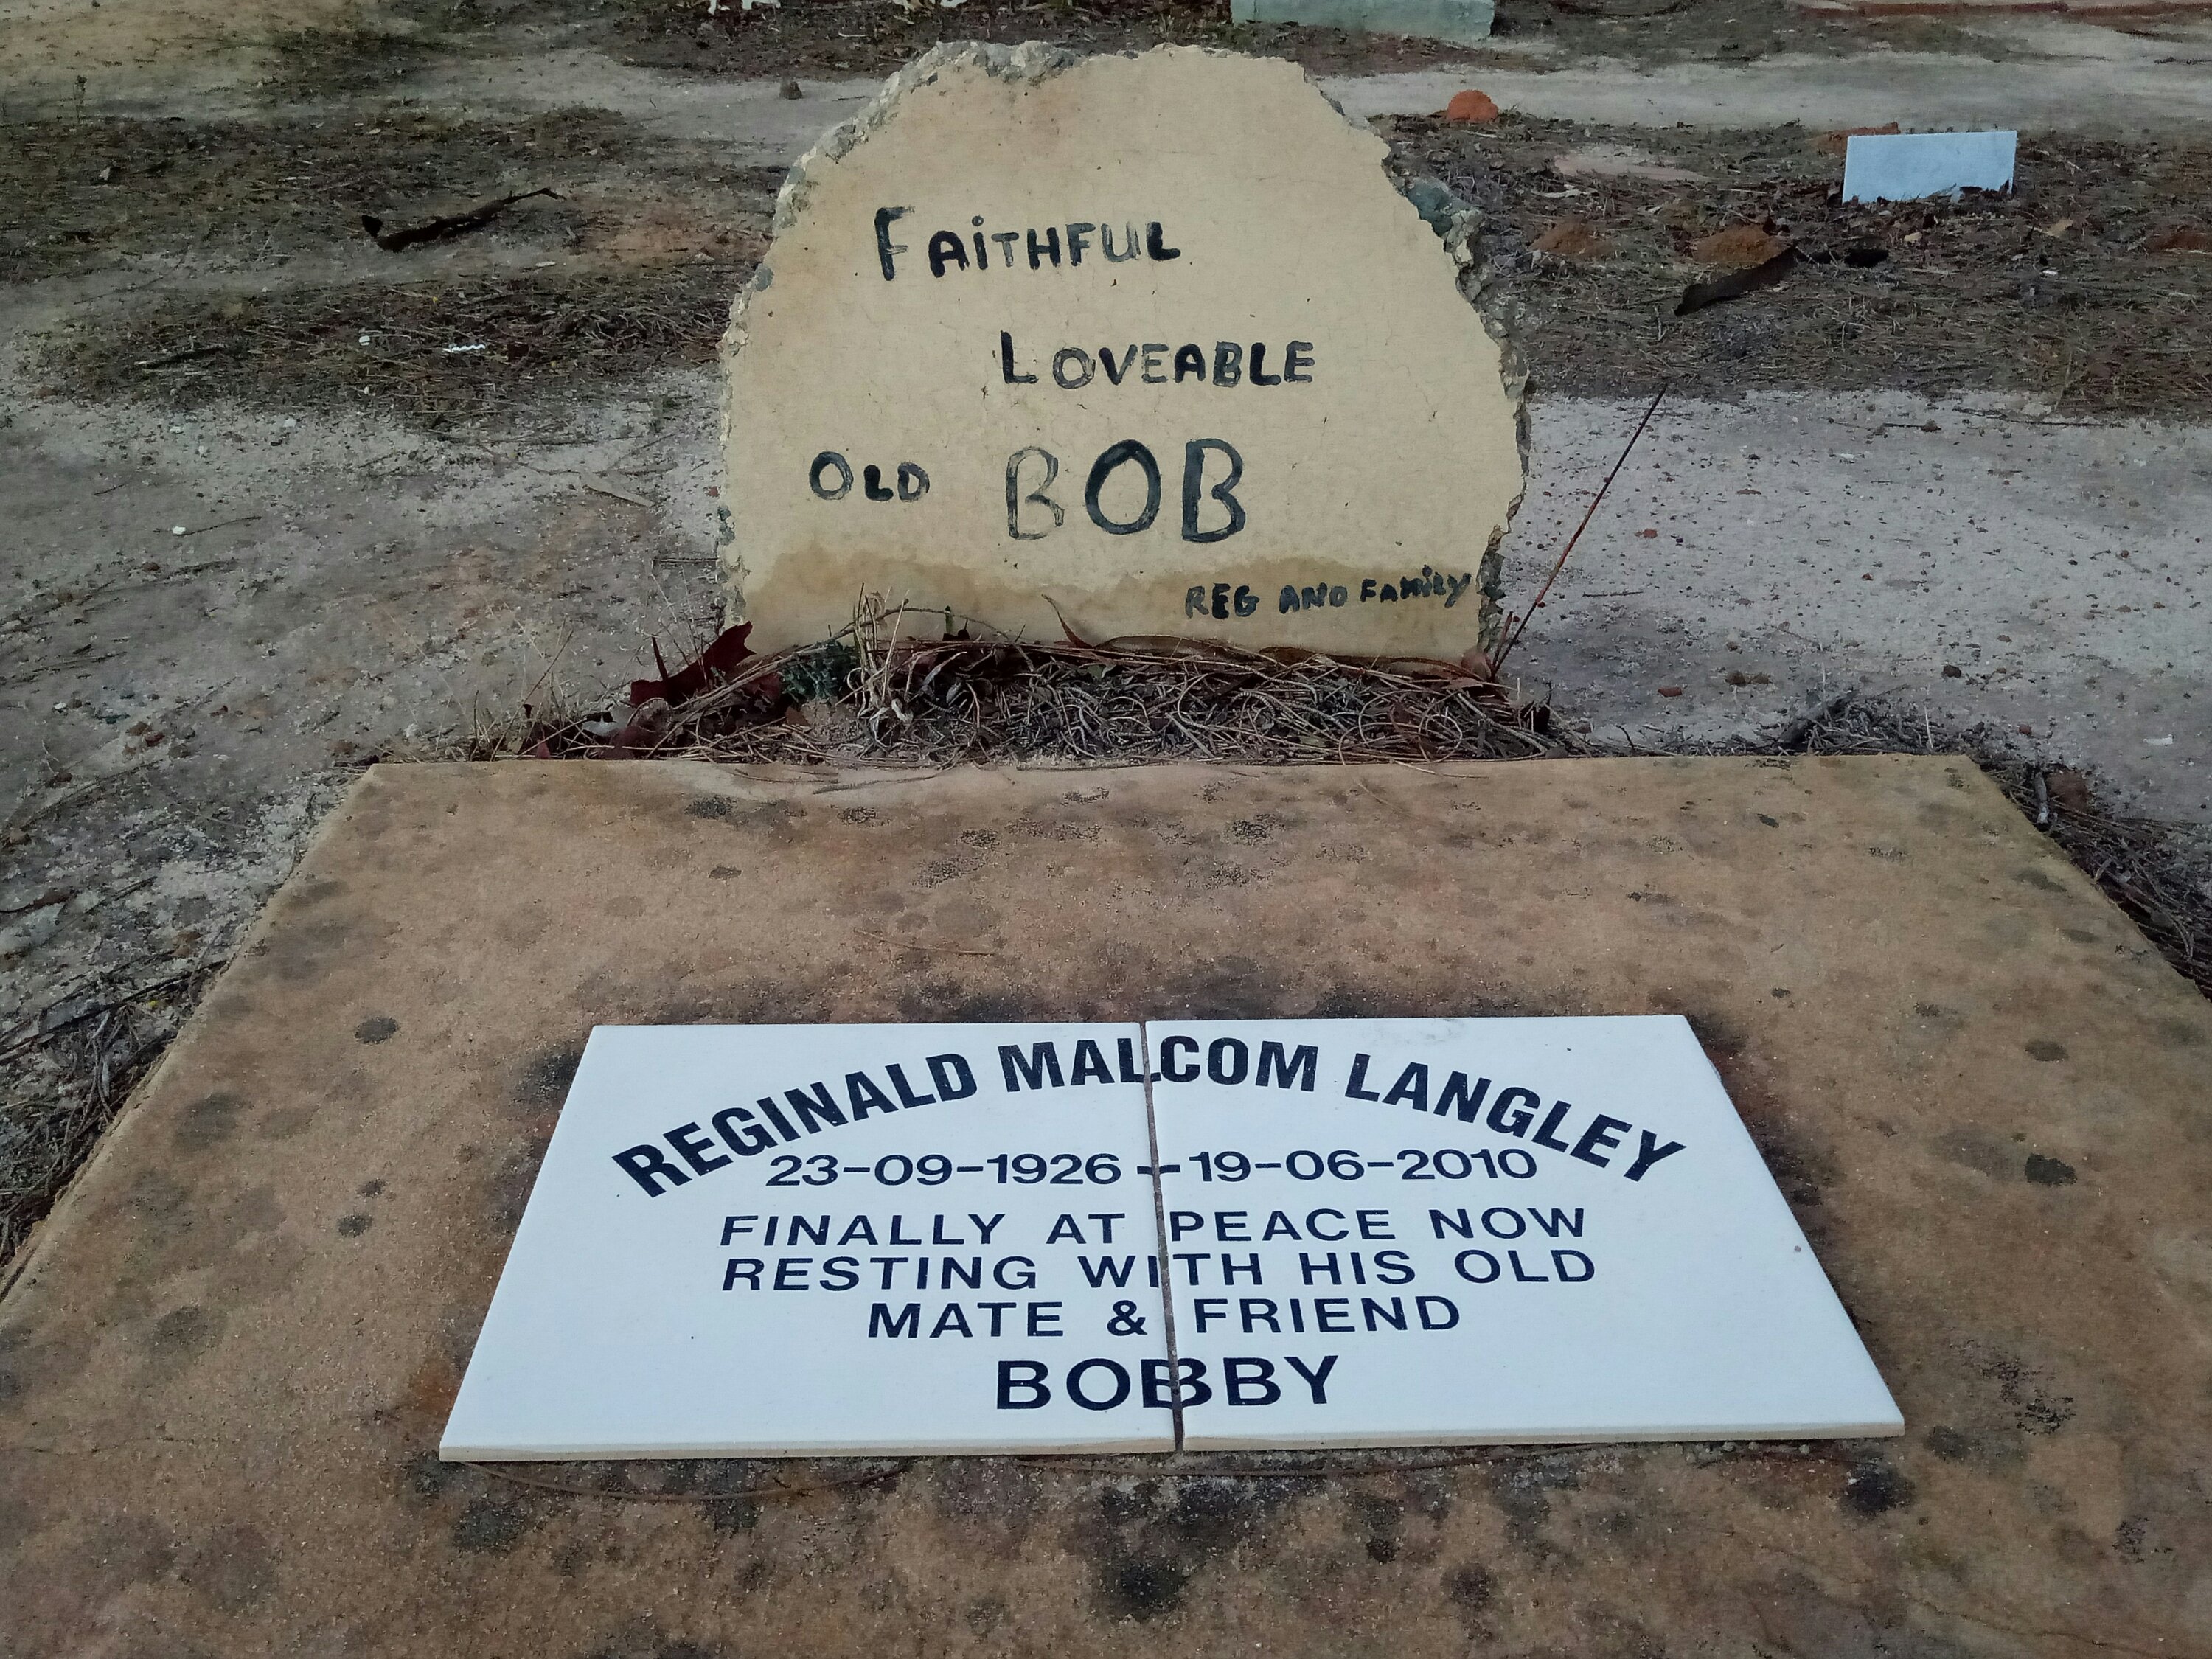 FAiTHFUL
LOVEABLE
OLD BOB
REG AND FAMiLY
REGINALD MALCOM LANGLEY
23-09-1926 - 19-06-2010
FINALLY AT PEACE NOW
RESTING WITH HIS OLD
MATE & FRIEND
BOBBY